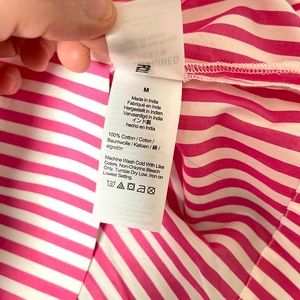 M
Made in India
Fabriqué en Inde
Hergestellt in Indien
Vervaardigd in India
インド製
hecho en India
100% Cotton / Coton /
Baumwolle / Katoen / 綿 /
algodón
Machine Wash Cold With Like
Colors, Non-Chlorine Bleach
Only, Tumble Dry Low, Iron on
Lowest Setting.